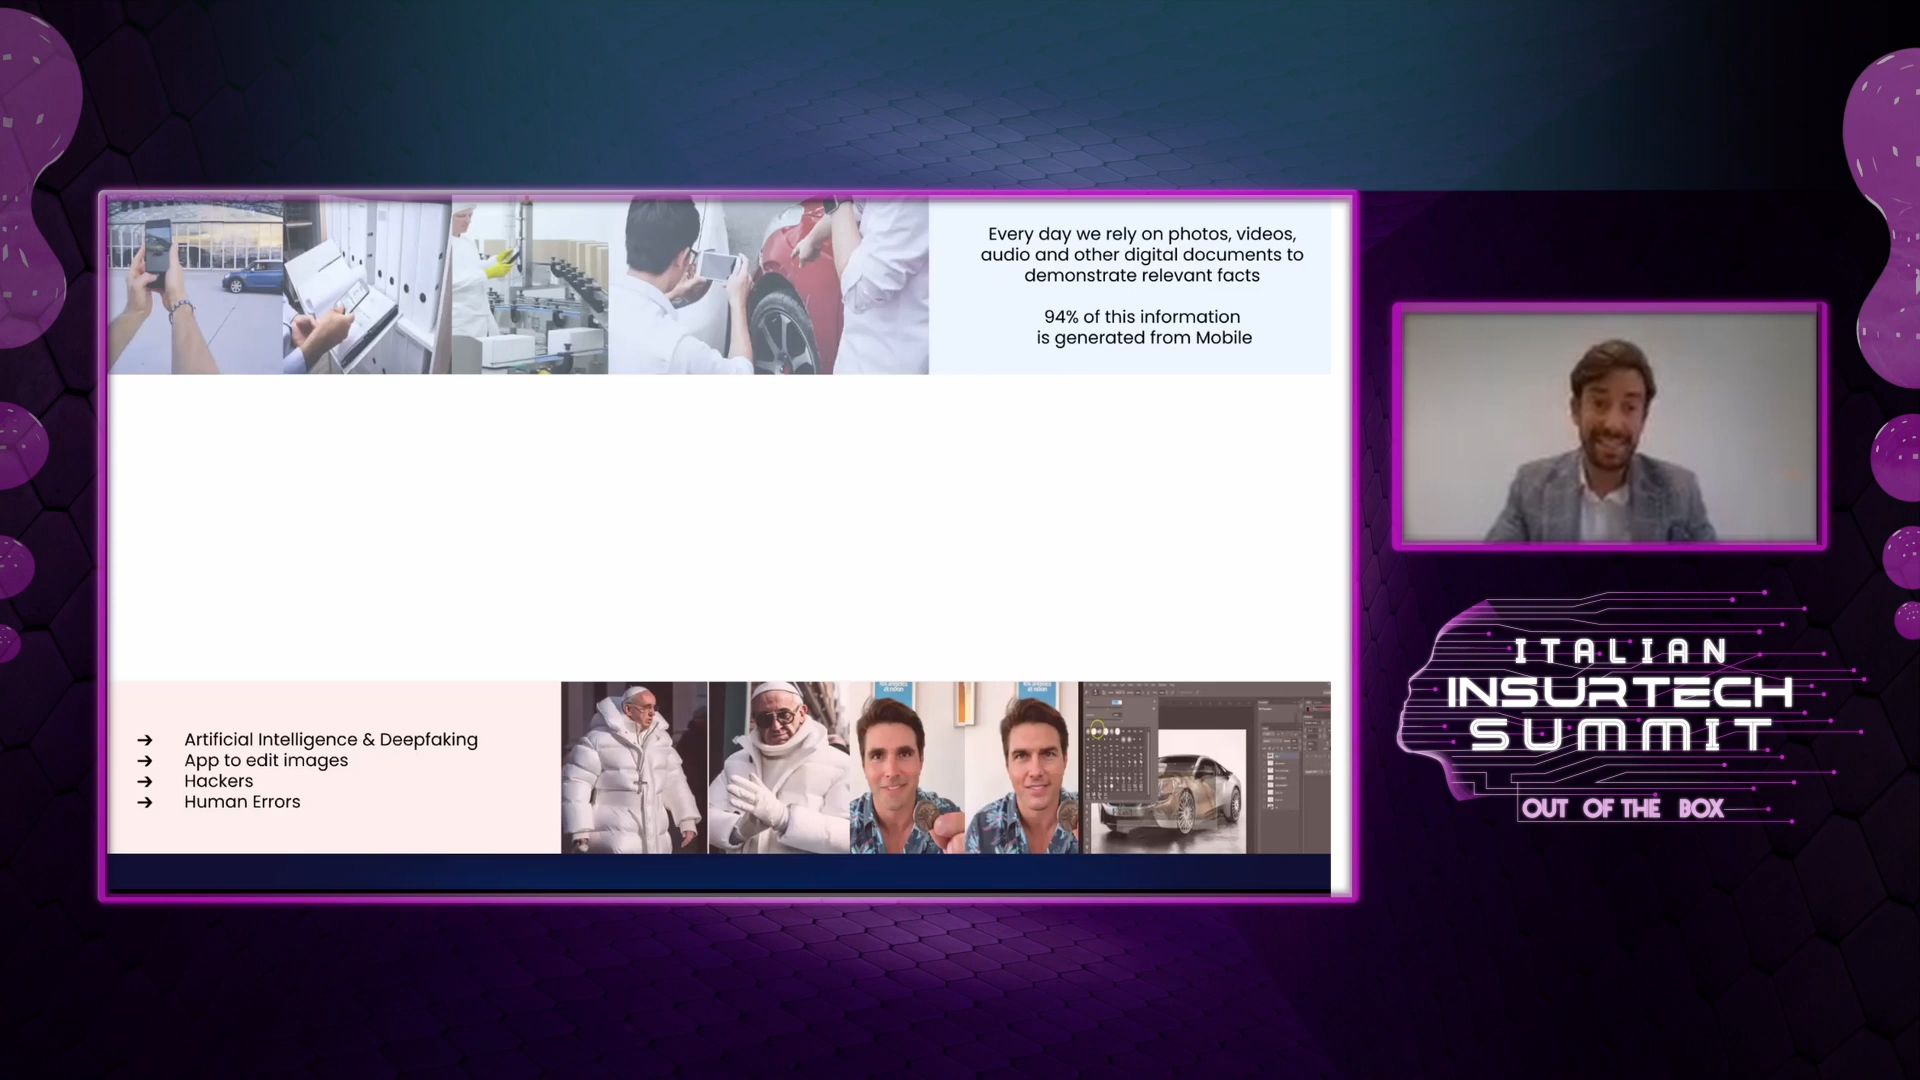 Every day we rely on photos, videos,
audio and other digital documents to
demonstrate relevant facts
94% of this information
is generated from Mobile
➔ Artificial Intelligence & Deepfaking
➔ App to edit images
➔ Hackers
➔ Human Errors
ITALIAN
INSURTECH
SUMMIT
OUT OF THE BOX